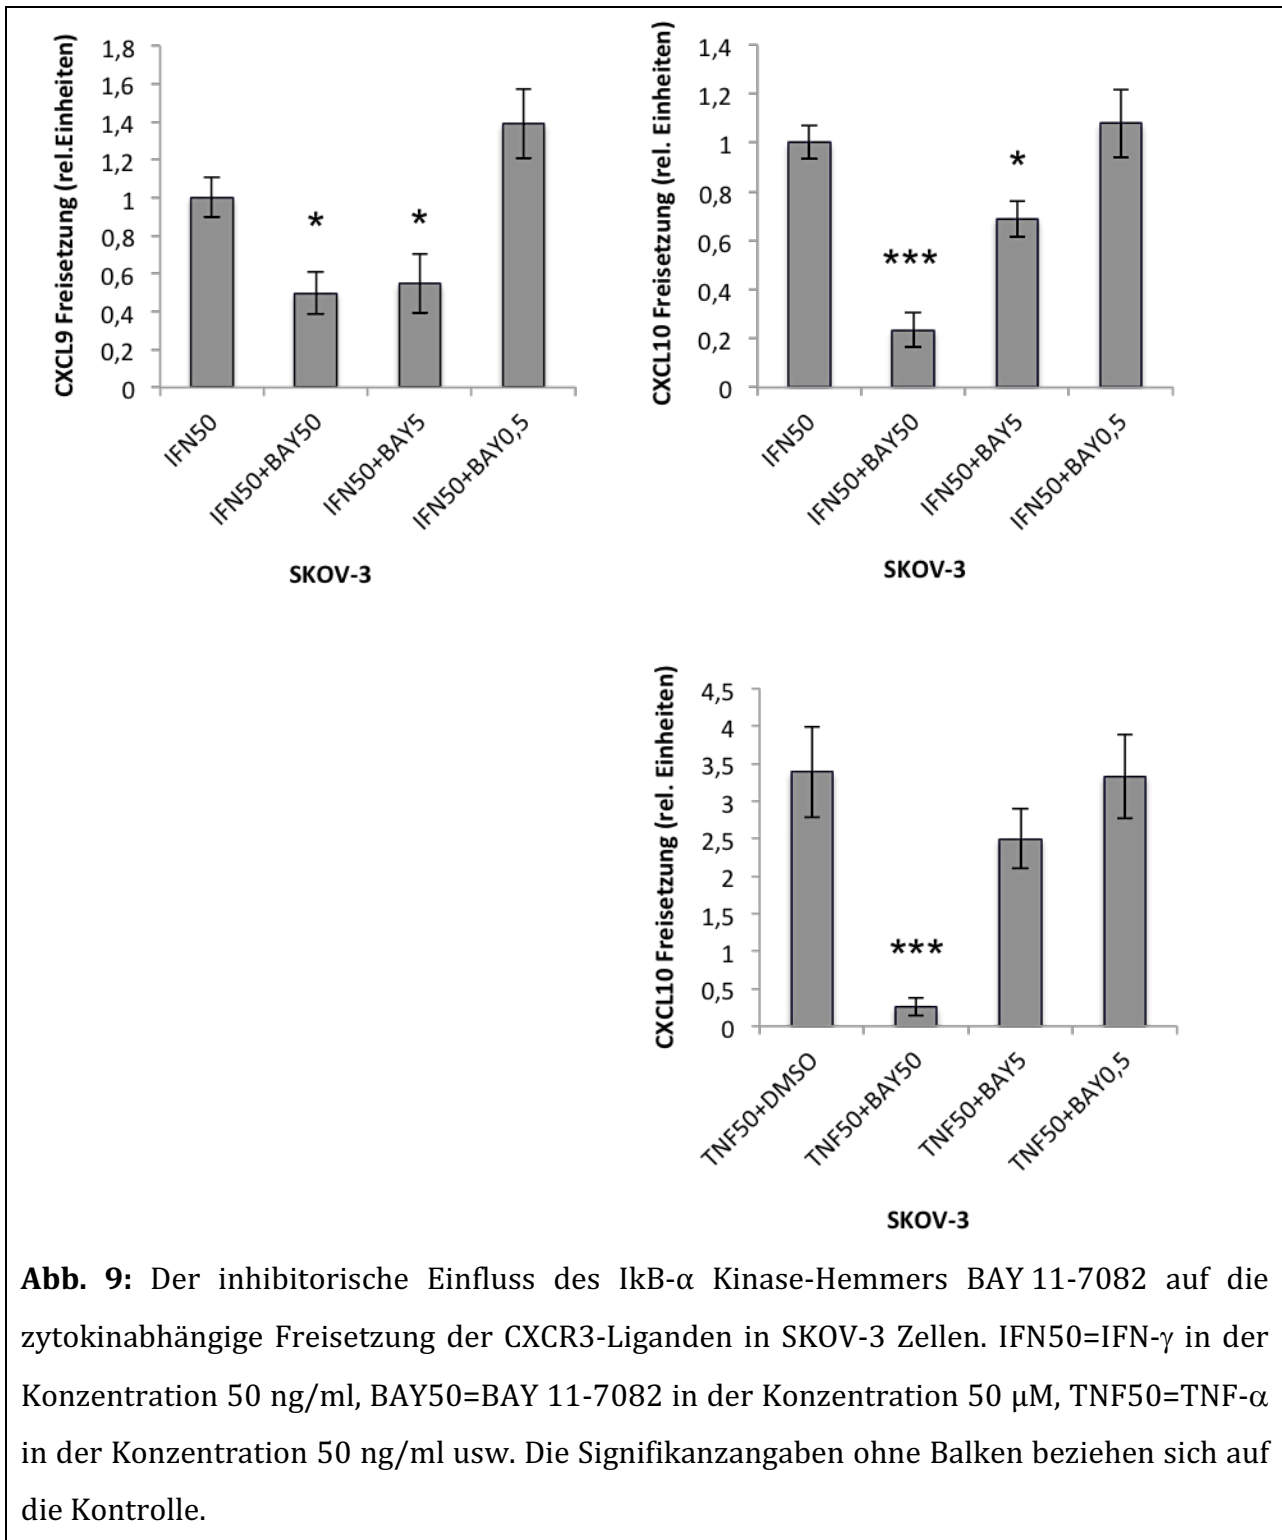 CXCL9 Freisetzung (rel.Einheiten)
1,8
1,6
1,4
1,2
1
0,8
0,6
0,4
0,2
0
*
*
IFN50
IFN50+BAY50
IFN50+BAY5
IFN50+BAY0,5
SKOV-3
CXCL10 Freisetzung (rel. Einheiten)
1,4
1,2
1
0,8
0,6
0,4
0,2
0
***
*
IFN50
IFN50+BAY50
IFN50+BAY5
IFN50+BAY0,5
SKOV-3
CXCL10 Freisetzung (rel. Einheiten)
4,5
4
3,5
3
2,5
2
1,5
1
0,5
0
***
TNF50+DMSO
TNF50+BAY50
TNF50+BAY5
TNF50+BAY0,5
SKOV-3
Abb. 9: Der inhibitorische Einfluss des IkB-α Kinase-Hemmers BAY 11-7082 auf die
zytokinabhängige Freisetzung der CXCR3-Liganden in SKOV-3 Zellen. IFN50=IFN-γ in der
Konzentration 50 ng/ml, BAY50=BAY 11-7082 in der Konzentration 50 µM, TNF50=TNF-α
in der Konzentration 50 ng/ml usw. Die Signifikanzangaben ohne Balken beziehen sich auf
die Kontrolle.